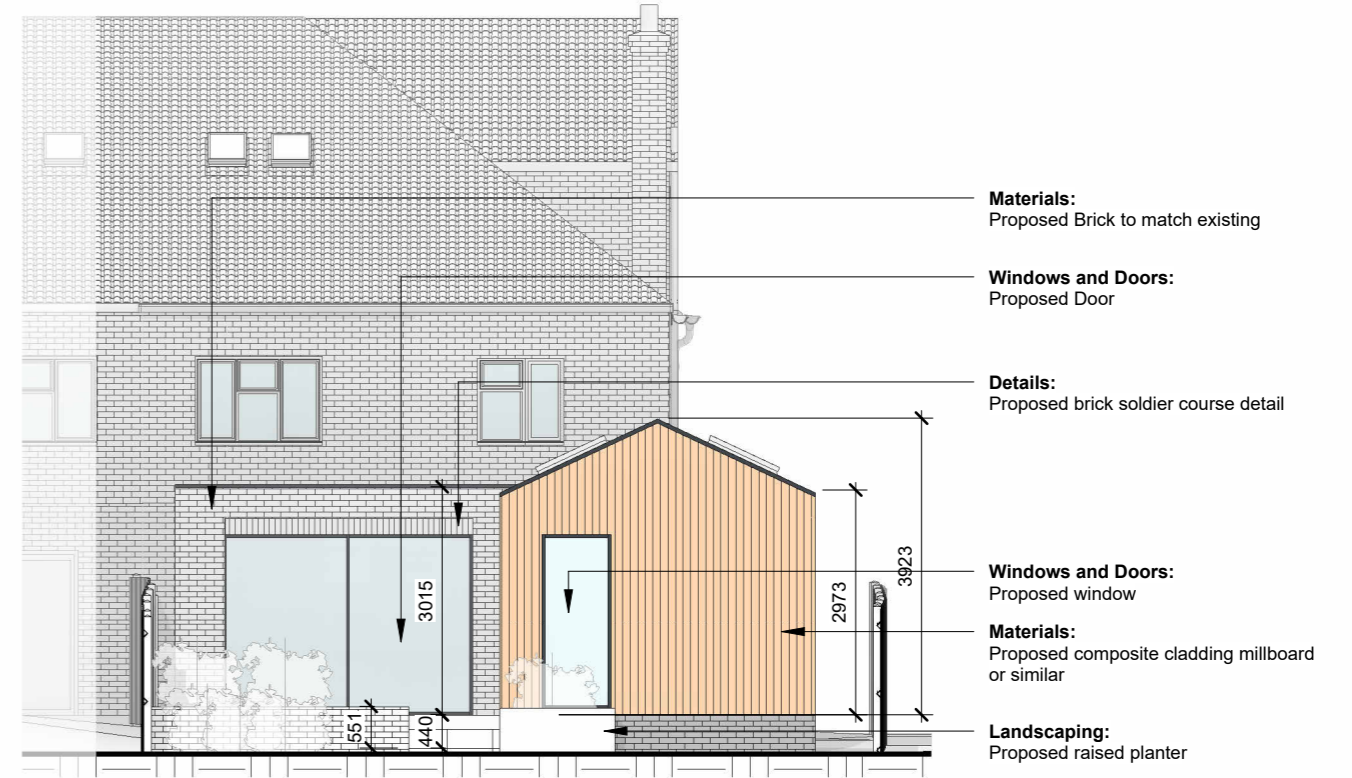 Materials:
Proposed Brick to match existing
Windows and Doors:
Proposed Door
Details:
Proposed brick soldier course detail
3923
2973
3015
Windows and Doors:
Proposed window
Materials:
Proposed composite cladding millboard
or similar
551
440
Landscaping:
Proposed raised planter